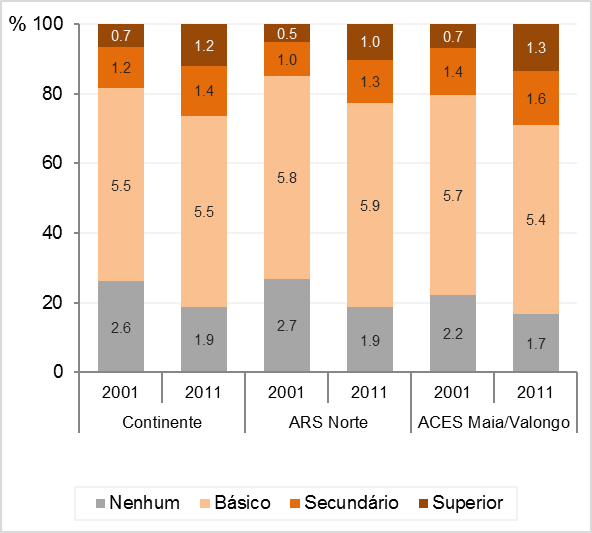 % 100
0.7 1.2 0.5 1.0 0.7 1.3
1.2 1.4 1.0 1.3 1.4 1.6
80
60
5.5 5.5 5.8 5.9 5.7 5.4
40
20
2.6 1.9 2.7 1.9 2.2 1.7
0
2001 2011 2001 2011 2001 2011
Continente ARS Norte ACES Maia/Valongo
Nenhum Básico Secundário Superior